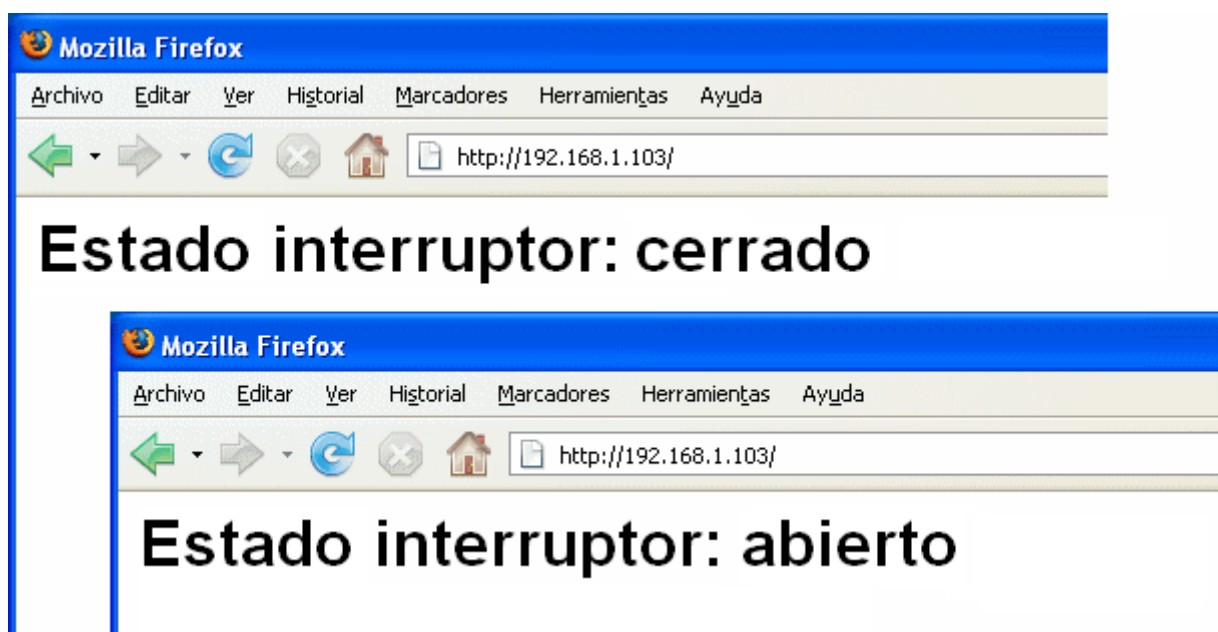 Mozilla Firefox
Archivo Editar Ver Historial Marcadores Herramientas Ayuda
http://192.168.1.103/
Estado interruptor: cerrado
Mozilla Firefox
Archivo Editar Ver Historial Marcadores Herramientas Ayuda
http://192.168.1.103/
Estado interruptor: abierto